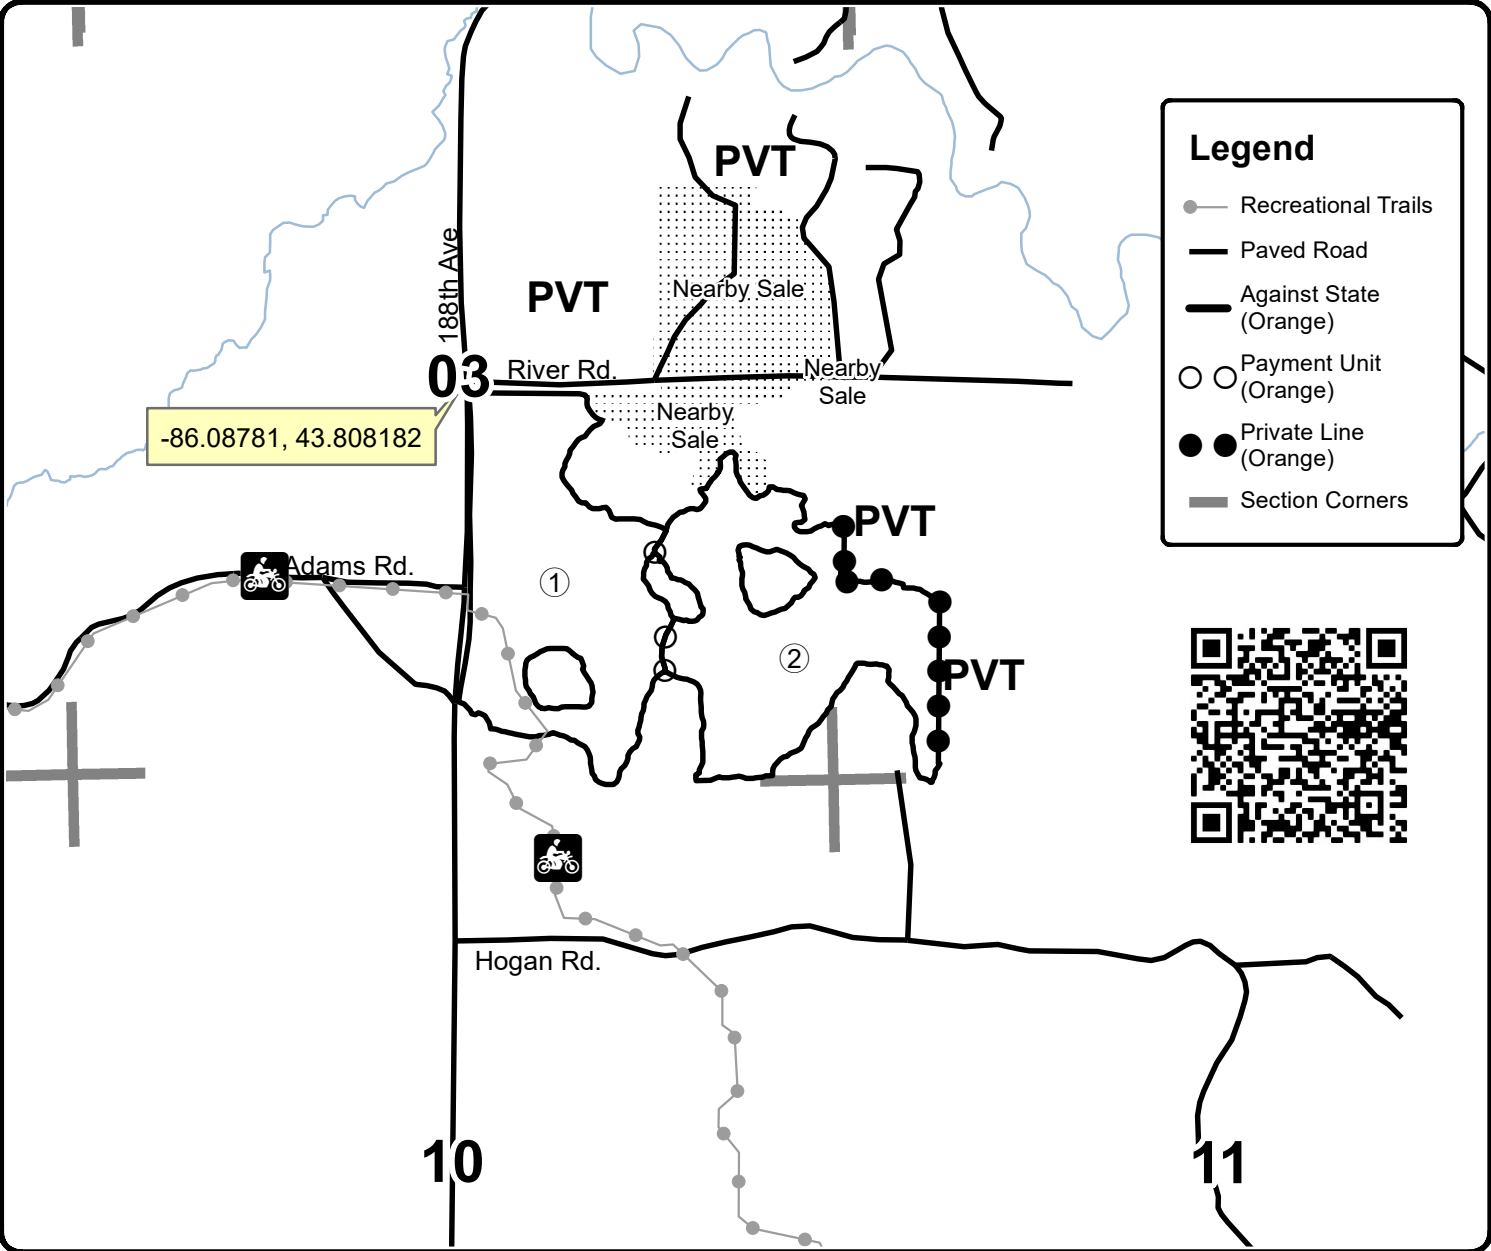 PVT
PVT
188th Ave
Nearby Sale
03
River Rd.
Nearby
Sale
Nearby
Sale
-86.08781, 43.808182
PVT
Adams Rd.
1
2
PVT
Hogan Rd.
10
11
Legend
Recreational Trails
Paved Road
Against State
(Orange)
Payment Unit
(Orange)
Private Line
(Orange)
Section Corners